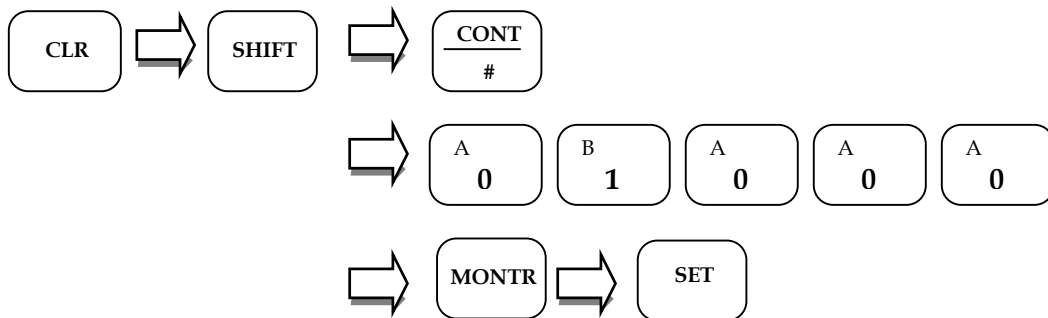 CLR SHIFT CONT
#
A B A A A
0 1 0 0 0
MONTR SET